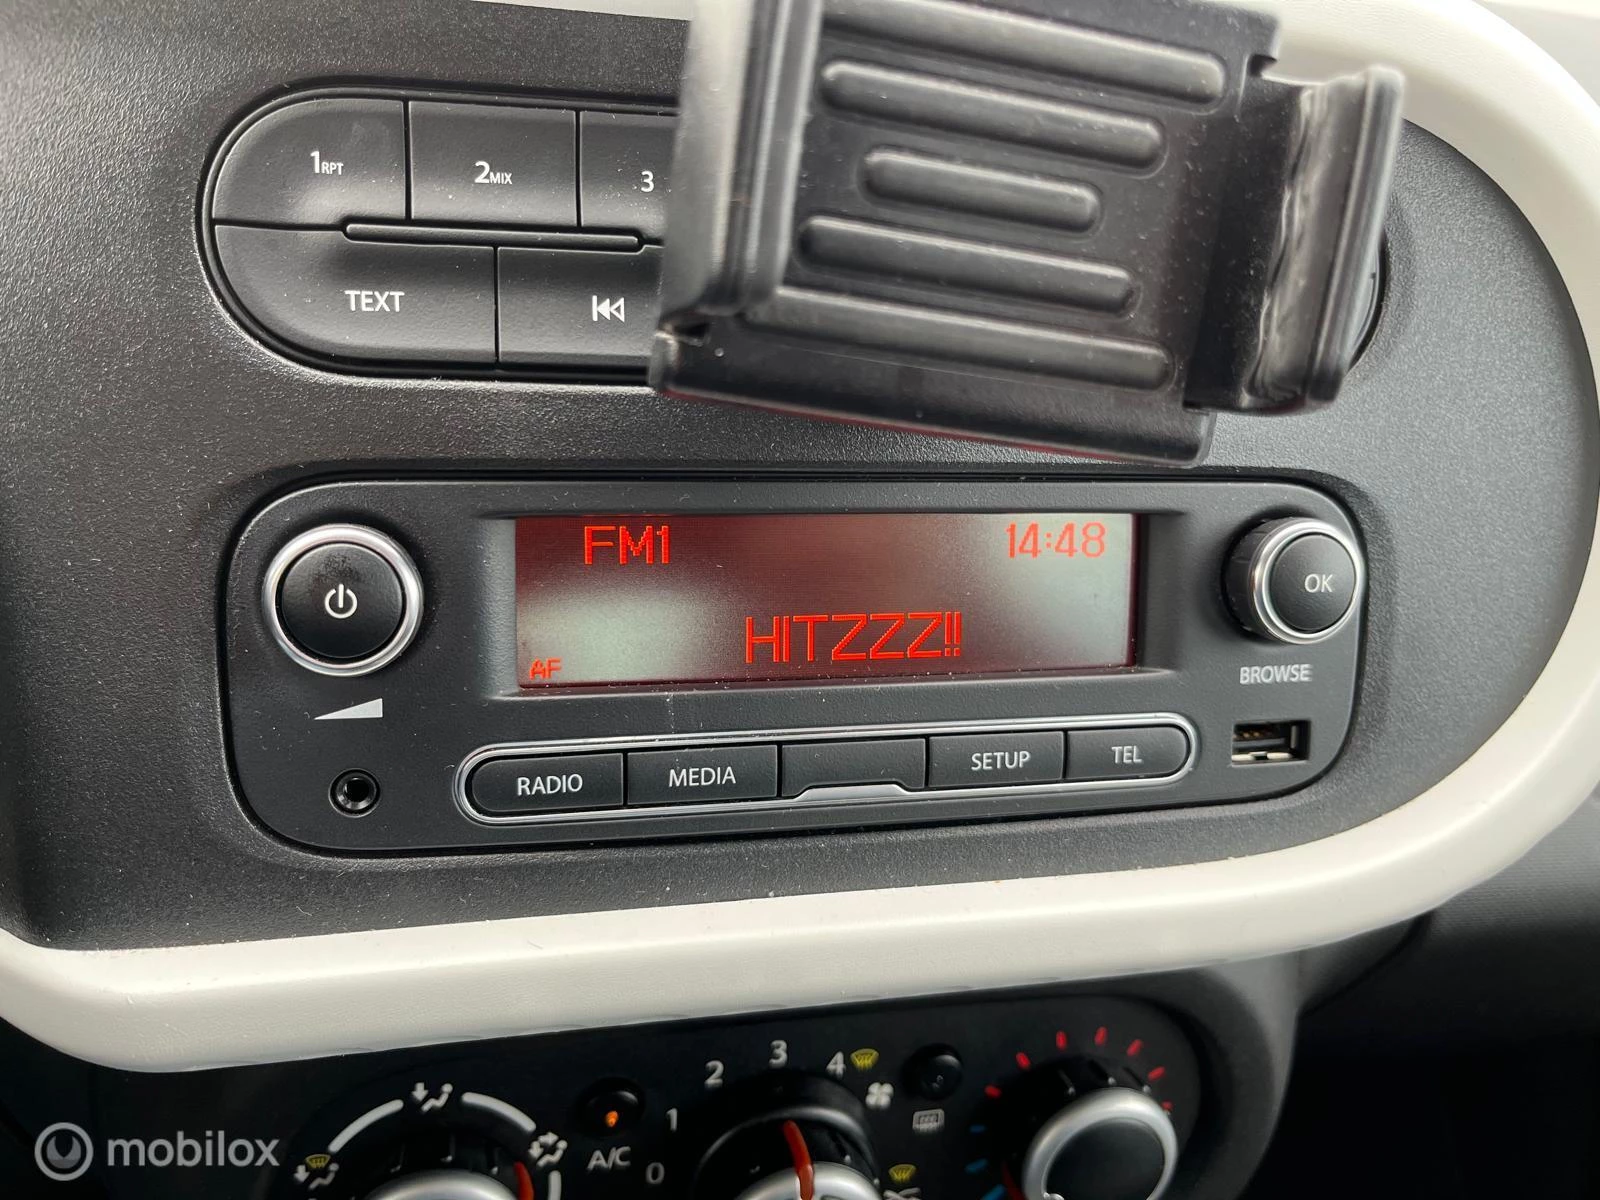 1RPT
2MIX
3
TEXT
FM1
14:48
HITZZZ!!
AF
OK
BROWSE
RADIO
MEDIA
SETUP
TEL
0
1
2
3
4
A/C
mobilox